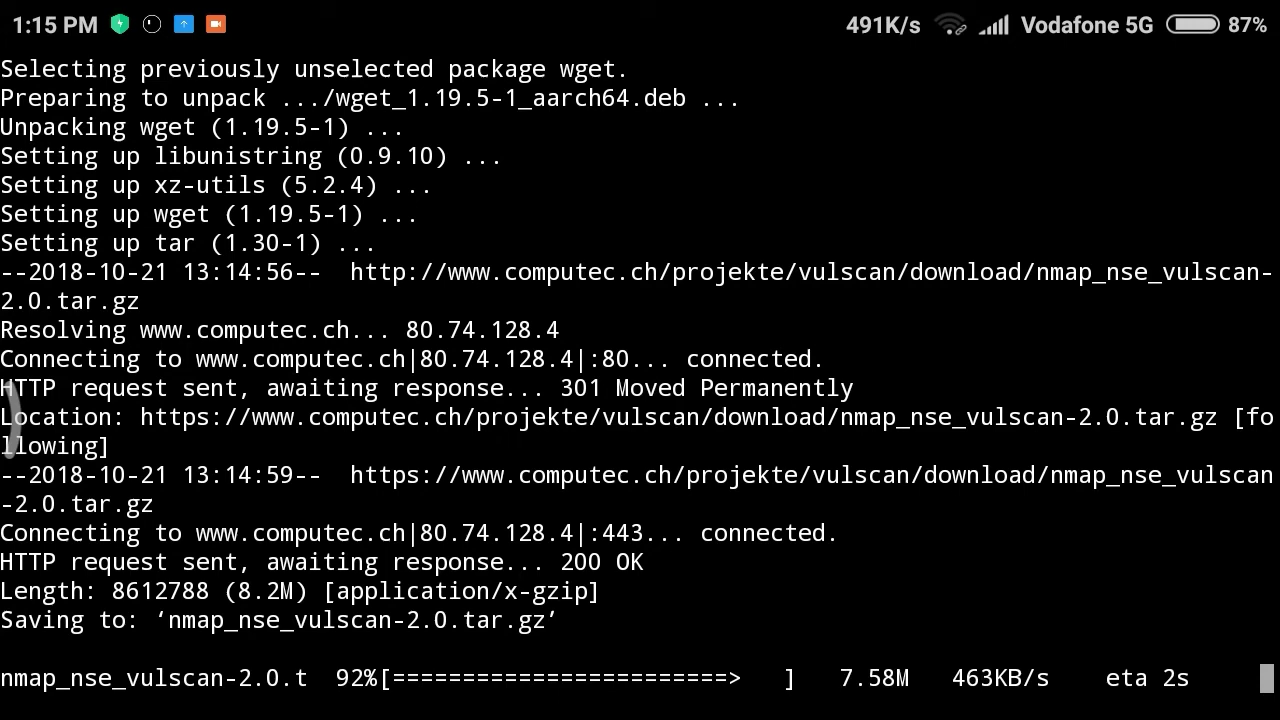 1:15 PM 491K/s Vodafone 5G 87%
Selecting previously unselected package wget.
Preparing to unpack .../wget_1.19.5-1_aarch64.deb ...
Unpacking wget (1.19.5-1) ...
Setting up libunistring (0.9.10) ...
Setting up xz-utils (5.2.4) ...
Setting up wget (1.19.5-1) ...
Setting up tar (1.30-1) ...
--2018-10-21 13:14:56--  http://www.computec.ch/projekte/vulscan/download/nmap_nse_vulscan-
2.0.tar.gz
Resolving www.computec.ch... 80.74.128.4
Connecting to www.computec.ch|80.74.128.4|:80... connected.
HTTP request sent, awaiting response... 301 Moved Permanently
Location: https://www.computec.ch/projekte/vulscan/download/nmap_nse_vulscan-2.0.tar.gz [fo
llowing]
--2018-10-21 13:14:59--  https://www.computec.ch/projekte/vulscan/download/nmap_nse_vulscan
-2.0.tar.gz
Connecting to www.computec.ch|80.74.128.4|:443... connected.
HTTP request sent, awaiting response... 200 OK
Length: 8612788 (8.2M) [application/x-gzip]
Saving to: ‘nmap_nse_vulscan-2.0.tar.gz’
nmap_nse_vulscan-2.0.t  92%[========================>   ]   7.58M   463KB/s    eta 2s